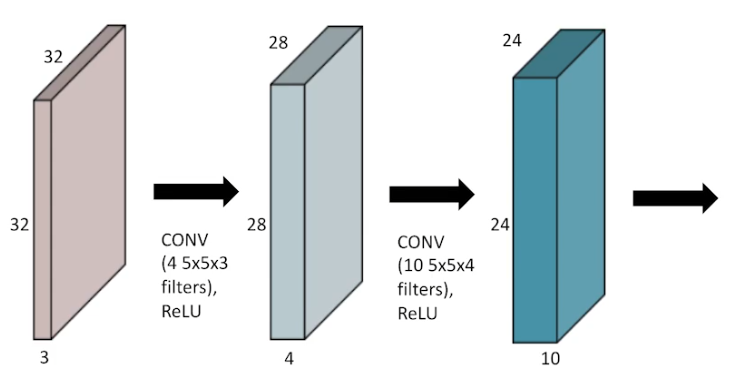 32
32
3
CONV
(4 5x5x3
filters),
ReLU
28
28
4
CONV
(10 5x5x4
filters),
ReLU
24
24
10